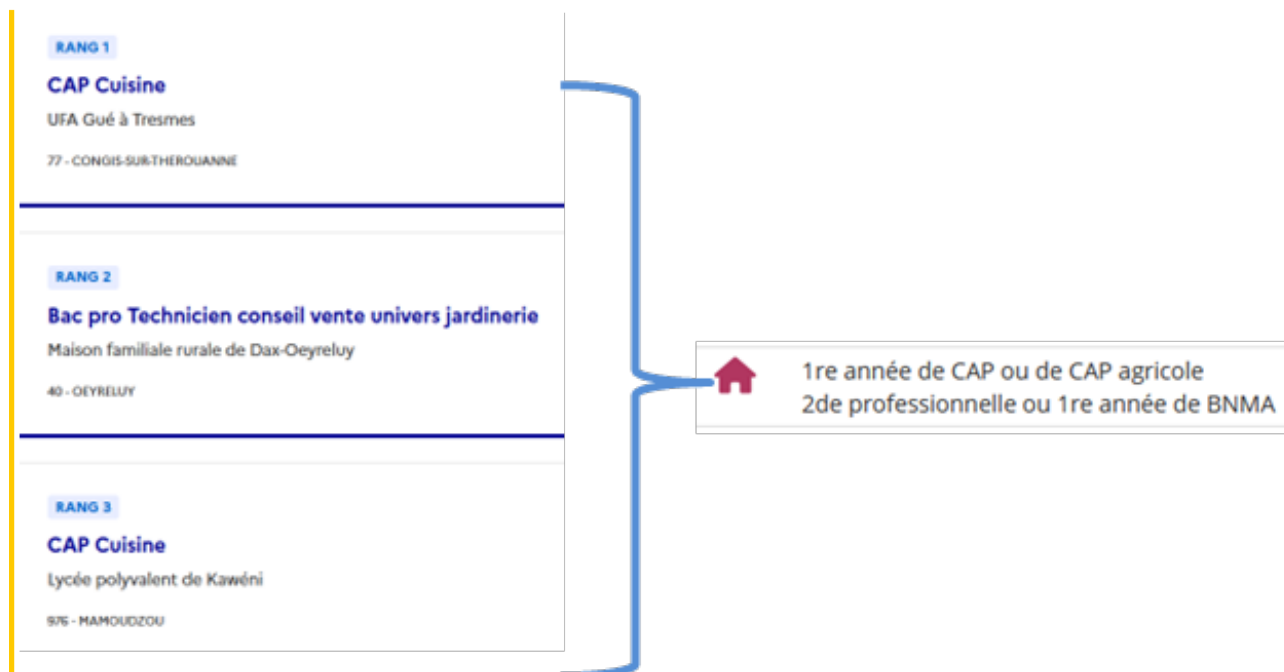 RANG 1
CAP Cuisine
UFA Gué à Tresmes
77 - CONGIS-SUR-THEROUANNE
RANG 2
Bac pro Technicien conseil vente univers jardinerie
Maison familiale rurale de Dax-Oeyreluy
40 - OEYRELUY
RANG 3
CAP Cuisine
Lycée polyvalent de Kawéni
976 - MAMOUDZOU
1re année de CAP ou de CAP agricole
2de professionnelle ou 1re année de BNMA